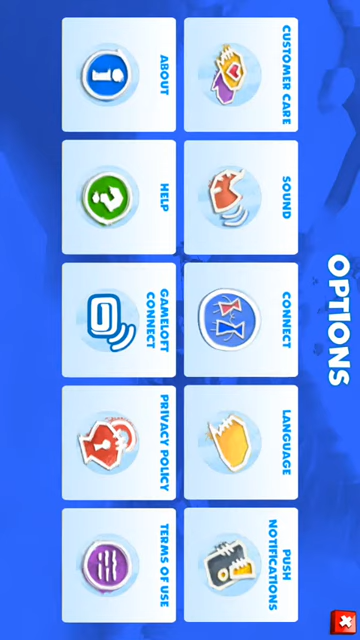 OPTIONS
CUSTOMER CARE
SOUND
CONNECT
LANGUAGE
PUSH
NOTIFICATIONS
ABOUT
HELP
GAMELOFT
CONNECT
PRIVACY POLICY
TERMS OF USE